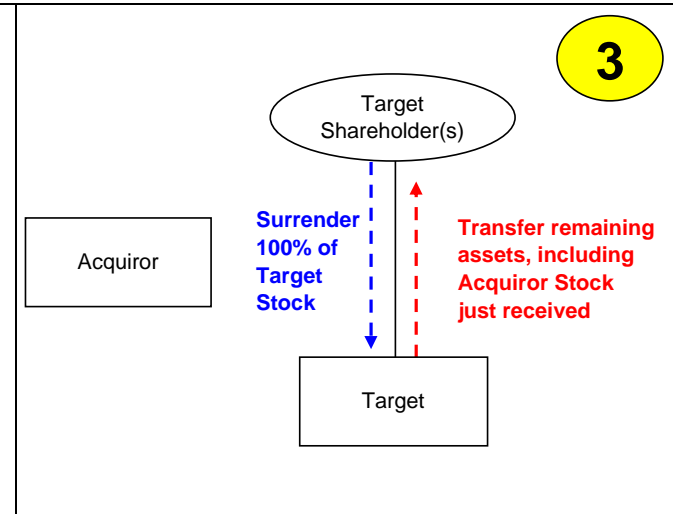 3
Target
Shareholder(s)
Surrender
100% of
Target
Stock
Transfer remaining
assets, including
Acquiror Stock
just received
Acquiror
Target